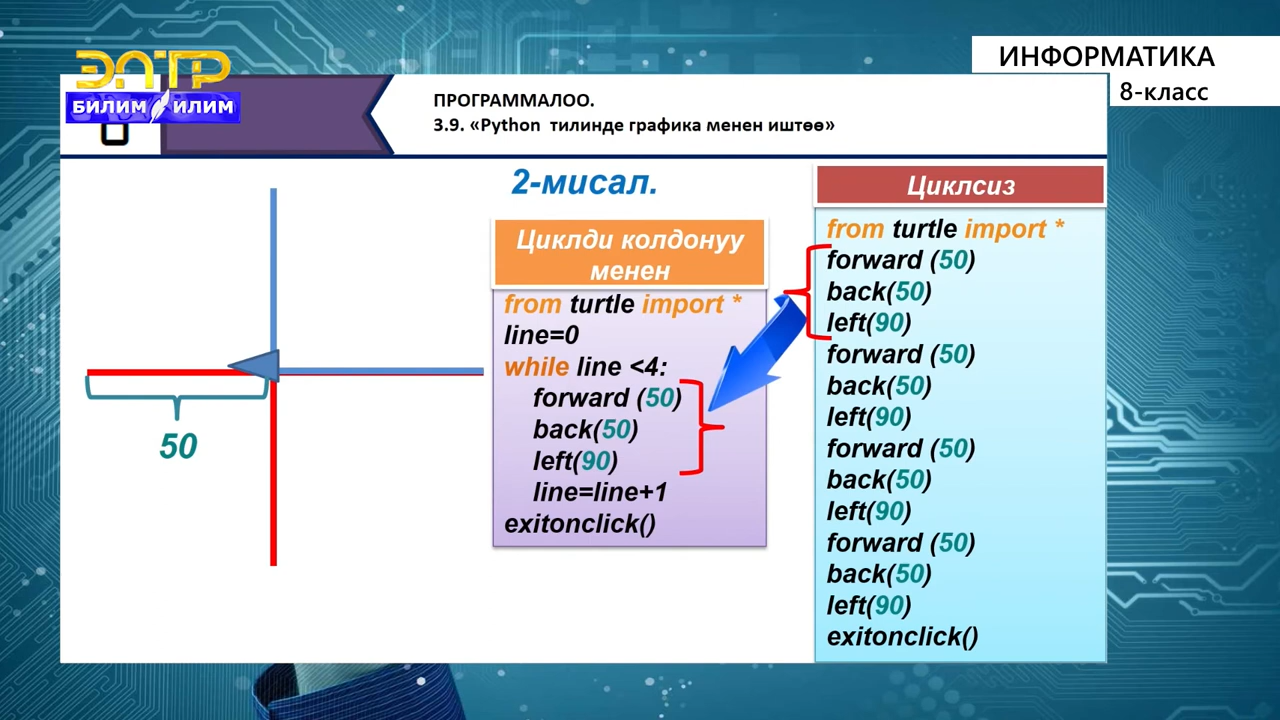 ЭЛТР
БИЛИМ ИЛИМ
ИНФОРМАТИКА
8-класс
ПРОГРАММАЛОО.
3.9. «Python тилинде графика менен иштөө»
2-мисал.
50
Циклди колдонуу
менен
from turtle import *
line=0
while line <4:
forward (50)
back(50)
left(90)
line=line+1
exitonclick()
Циклсиз
from turtle import *
forward (50)
back(50)
left(90)
forward (50)
back(50)
left(90)
forward (50)
back(50)
left(90)
forward (50)
back(50)
left(90)
exitonclick()